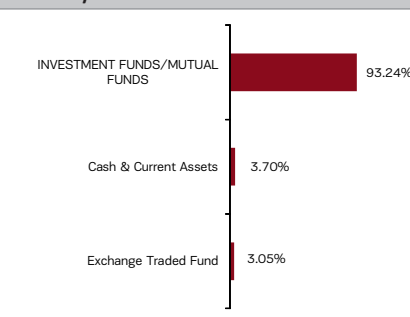 INVESTMENT FUNDS/MUTUAL
FUNDS
93.24%
Cash & Current Assets
3.70%
Exchange Traded Fund
3.05%